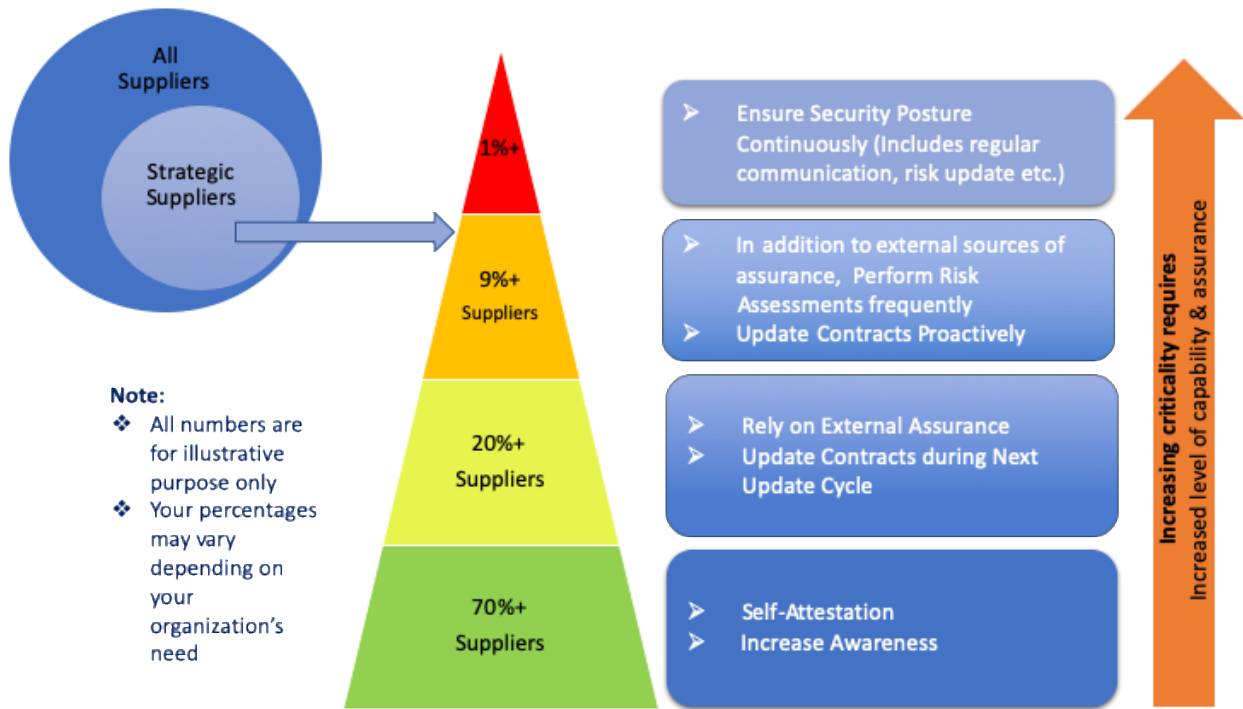 All
Suppliers
Strategic
Suppliers
Note:
❖ All numbers are
for illustrative
purpose only
❖ Your percentages
may vary
depending on
your
organization’s
need
1%+
9%+
Suppliers
20%+
Suppliers
70%+
Suppliers
➢ Ensure Security Posture
Continuously (Includes regular
communication, risk update etc.)
➢ In addition to external sources of
assurance, Perform Risk
Assessments frequently
➢ Update Contracts Proactively
➢ Rely on External Assurance
➢ Update Contracts during Next
Update Cycle
➢ Self-Attestation
➢ Increase Awareness
Increasing criticality requires
Increased level of capability & assurance